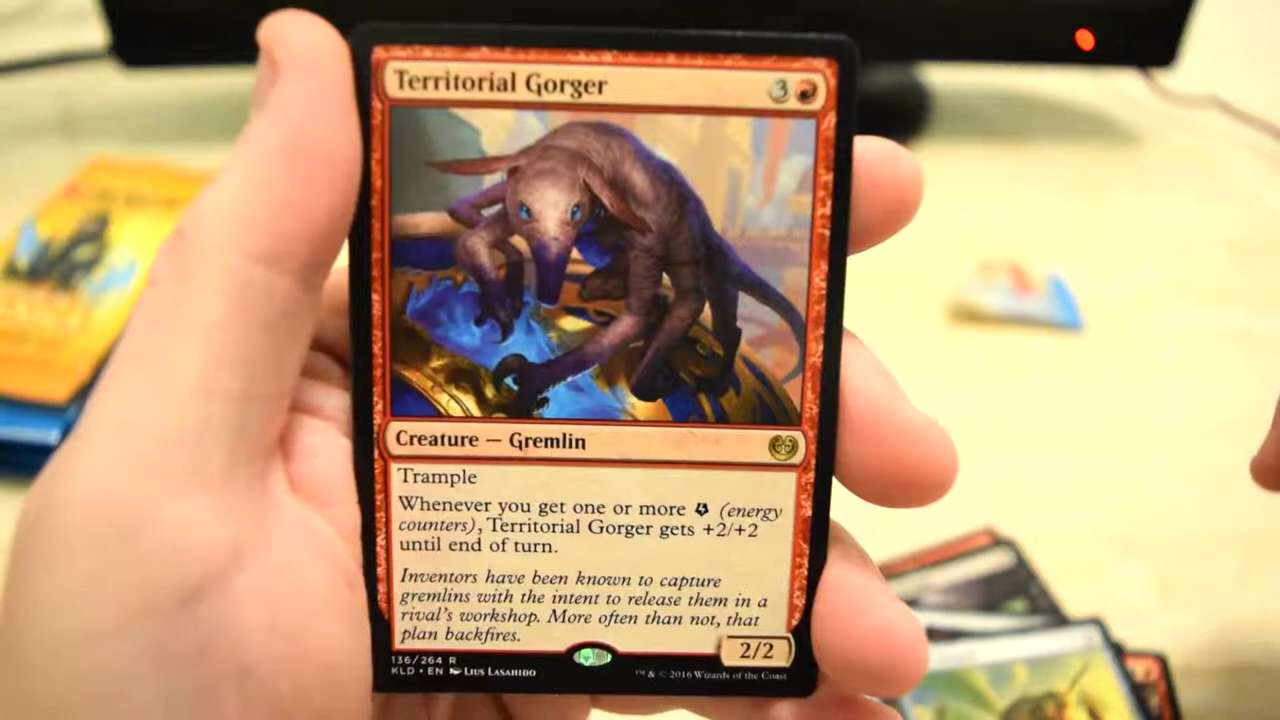 Territorial Gorger 3
Creature — Gremlin
Trample
Whenever you get one or more (energy
counters), Territorial Gorger gets +2/+2
until end of turn.
Inventors have been known to capture
gremlins with the intent to release them in a
rival's workshop. More often than not, that
plan backfires.
2/2
136/264 R
KLD • EN Lius Lasahido
™ & © 2016 Wizards of the Coast